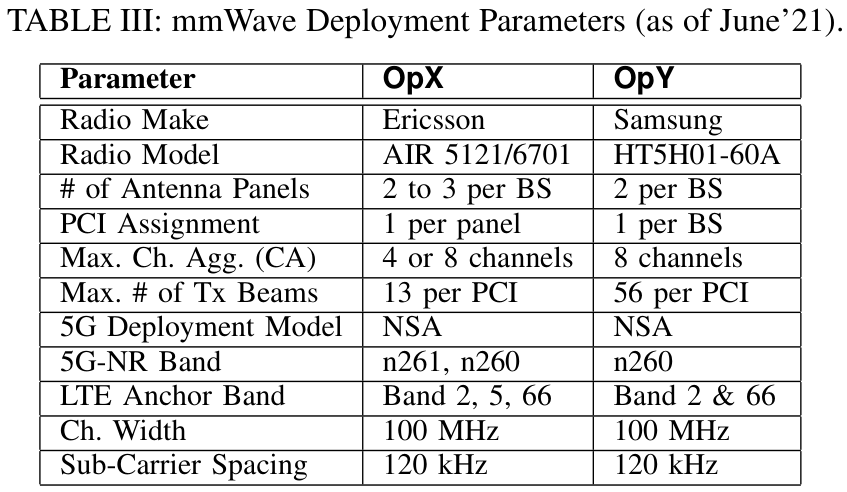 TABLE III: mmWave Deployment Parameters (as of June'21).
Parameter OpX OpY
Radio Make Ericsson Samsung
Radio Model AIR 5121/6701 HT5H01-60A
# of Antenna Panels 2 to 3 per BS 2 per BS
PCI Assignment 1 per panel 1 per BS
Max. Ch. Agg. (CA) 4 or 8 channels 8 channels
Max. # of Tx Beams 13 per PCI 56 per PCI
5G Deployment Model NSA NSA
5G-NR Band n261, n260 n260
LTE Anchor Band Band 2, 5, 66 Band 2 & 66
Ch. Width 100 MHz 100 MHz
Sub-Carrier Spacing 120 kHz 120 kHz